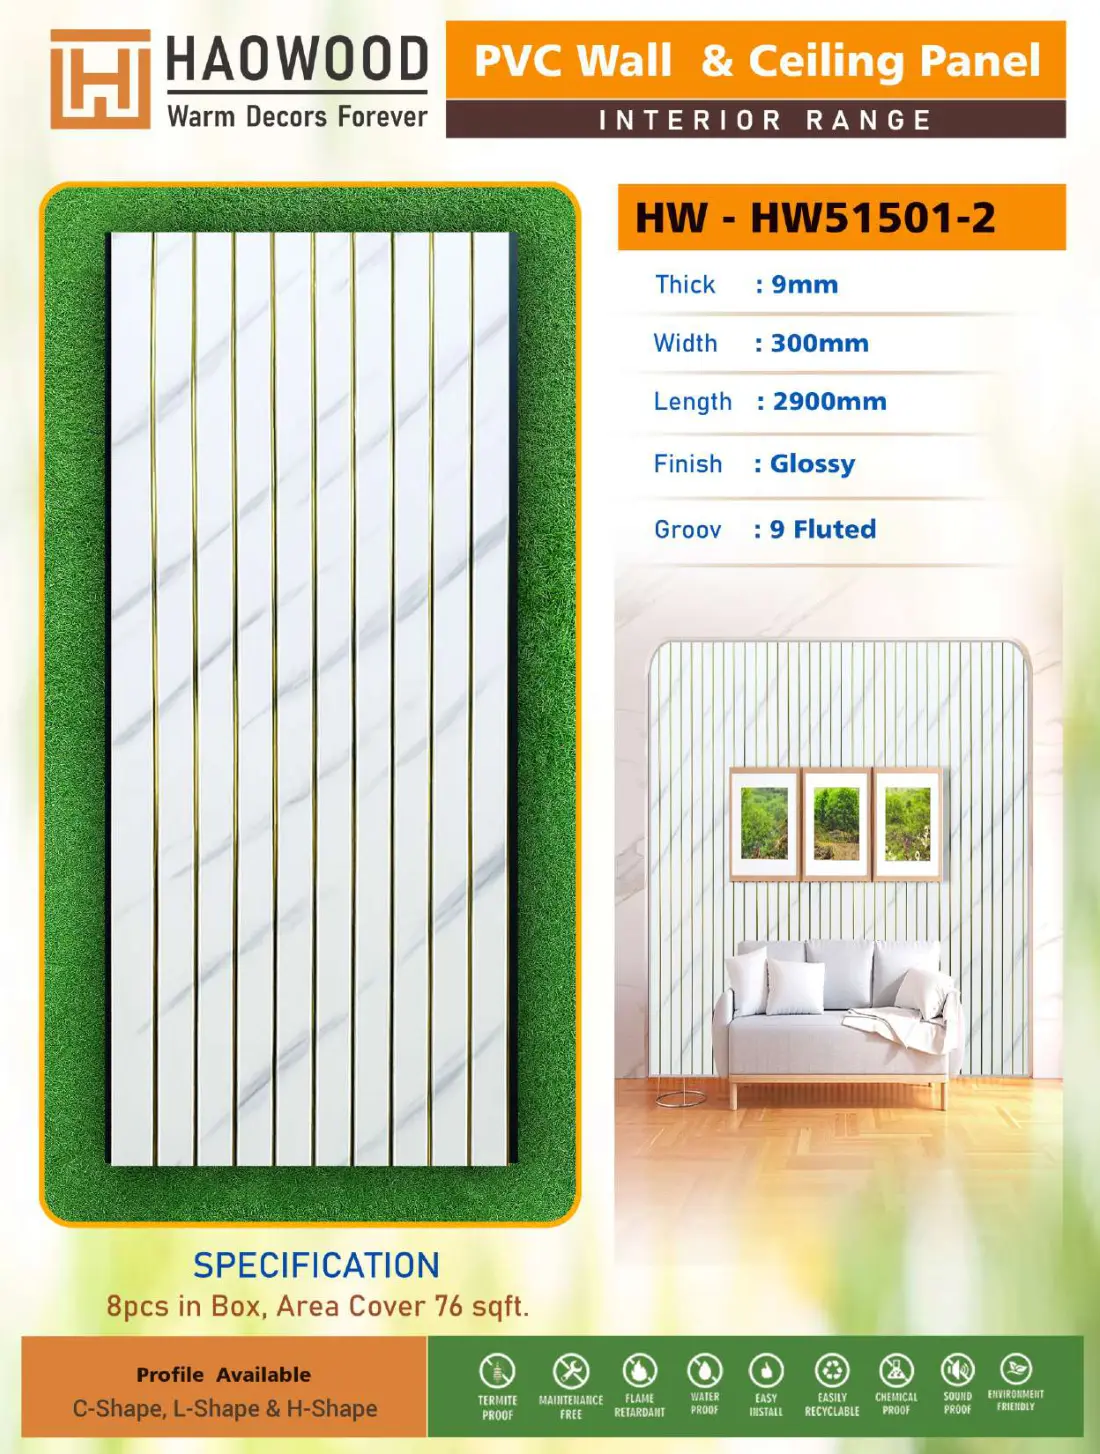 HAOWOOD
Warm Decors Forever
PVC Wall & Ceiling Panel
INTERIOR RANGE
HW - HW51501-2
Thick : 9mm
Width : 300mm
Length : 2900mm
Finish : Glossy
Groov : 9 Fluted
SPECIFICATION
8pcs in Box, Area Cover 76 sqft.
Profile Available
C-Shape, L-Shape & H-Shape
TERMITE PROOF
MAINTENANCE FREE
FLAME RETARDANT
WATER PROOF
EASY INSTALL
EASILY RECYCLABLE
CHEMICAL PROOF
SOUND PROOF
ENVIRONMENT FRIENDLY